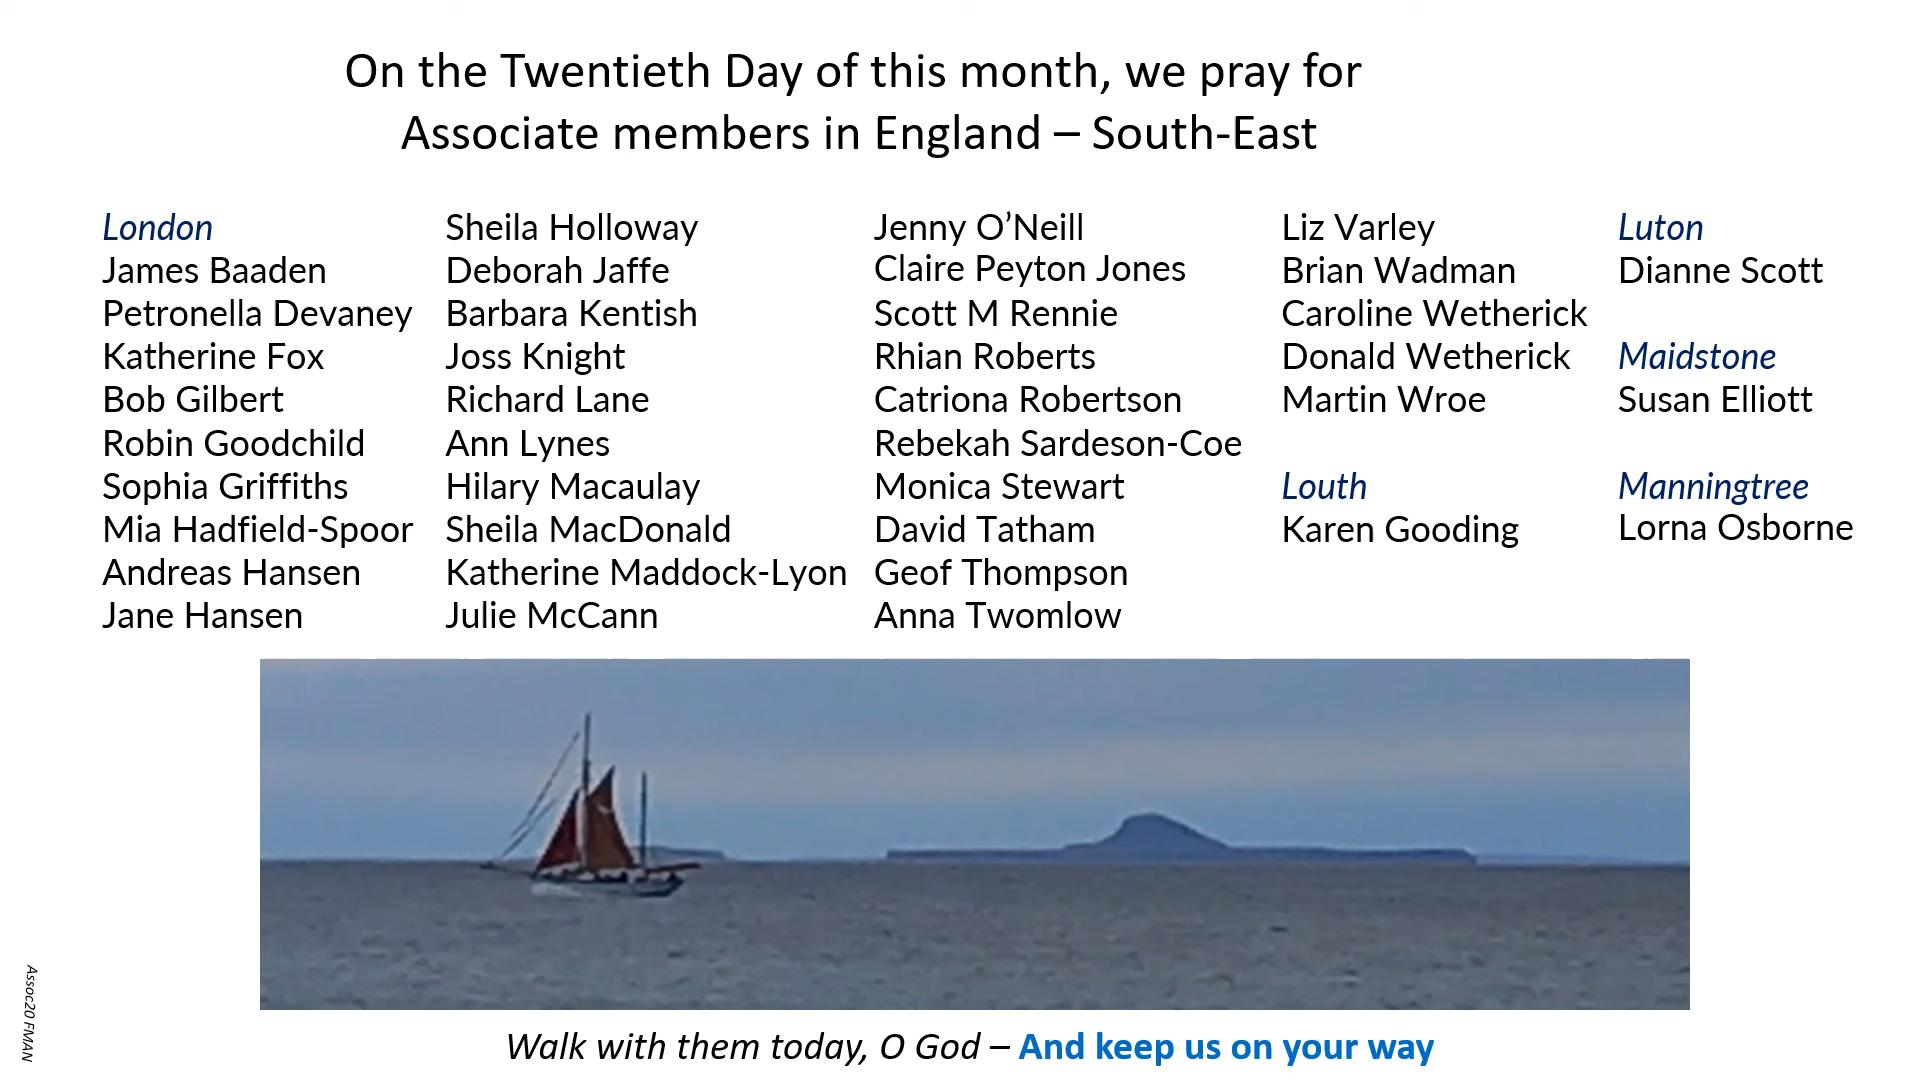 On the Twentieth Day of this month, we pray for
Associate members in England – South-East
London
James Baaden
Petronella Devaney
Katherine Fox
Bob Gilbert
Robin Goodchild
Sophia Griffiths
Mia Hadfield-Spoor
Andreas Hansen
Jane Hansen
Sheila Holloway
Deborah Jaffe
Barbara Kentish
Joss Knight
Richard Lane
Ann Lynes
Hilary Macaulay
Sheila MacDonald
Katherine Maddock-Lyon
Julie McCann
Jenny O’Neill
Claire Peyton Jones
Scott M Rennie
Rhian Roberts
Catriona Robertson
Rebekah Sardeson-Coe
Monica Stewart
David Tatham
Geof Thompson
Anna Twomlow
Liz Varley
Brian Wadman
Caroline Wetherick
Donald Wetherick
Martin Wroe
Louth
Karen Gooding
Luton
Dianne Scott
Maidstone
Susan Elliott
Manningtree
Lorna Osborne
Walk with them today, O God – And keep us on your way
Assoc20 FMAN